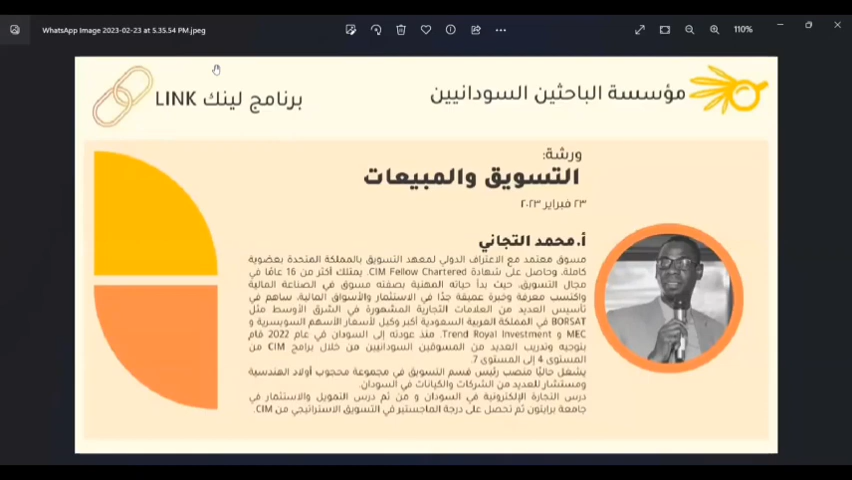 WhatsApp Image 2023-02-23 at 5.35.54 PM.jpeg
110%
مؤسسة الباحثين السودانيين
برنامج لينك LINK
ورشة:
التسويق والمبيعات
٢٣ فبراير ٢٠٢٣
أ.محمد التجاني
مسوق معتمد مع الاعتراف الدولي لمعهد التسويق بالمملكة المتحدة بعضوية
كاملة. وحاصل على شهادة CIM Fellow Chartered. يمتلك أكثر من 16 عامًا في
مجال التسويق. حيث بدأ حياته المهنية بصفته مسوق في الصناعة المالية
واكتسب معرفة وخبرة عميقة جدًا في الاستثمار والأسواق المالية. ساهم في
تأسيس العديد من العلامات التجارية المشهورة في الشرق الأوسط مثل
BORSAT في المملكة العربية السعودية أكبر وكيل لأسعار الأسهم السويسرية و
MEC و Trend Royal Investment. منذ عودته إلى السودان في عام 2022 قام
بتوجيه وتدريب العديد من المسوقين السودانيين من خلال برامج CIM من
المستوى 4 إلى المستوى 7.
يشغل حاليًا منصب رئيس قسم التسويق في مجموعة محجوب أولاد الهندسية
ومستشار للعديد من الشركات والكيانات في السودان.
درس التجارة الإلكترونية في السودان و من ثم درس التمويل والاستثمار في
جامعة برايتون ثم تحصل على درجة الماجستير في التسويق الاستراتيجي من CIM.